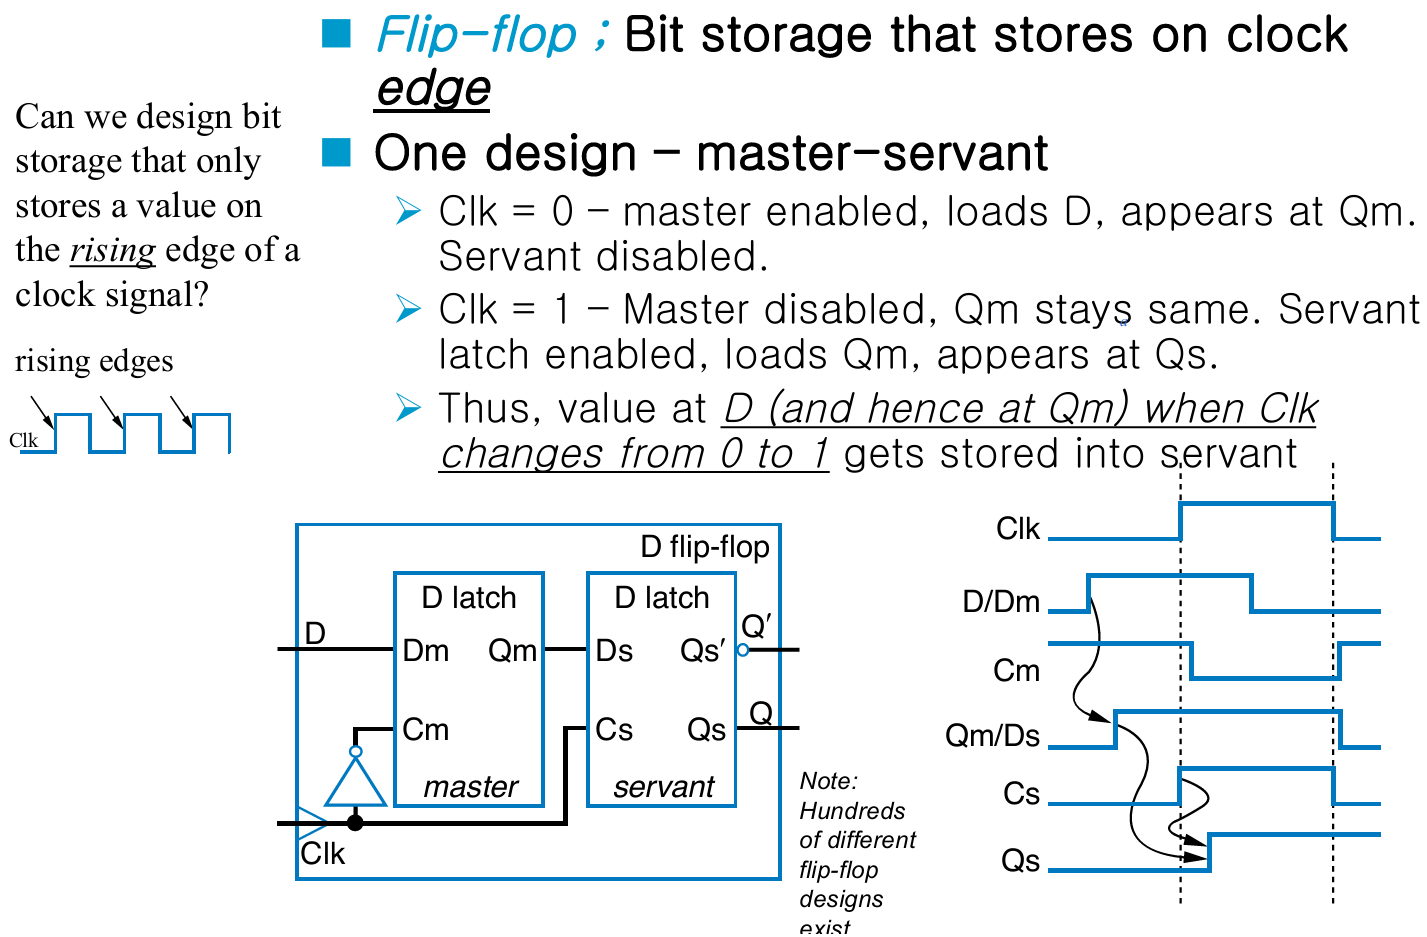 Flip-flop ; Bit storage that stores on clock
edge
Can we design bit
storage that only
stores a value on
the rising edge of a
clock signal?
rising edges
Clk
One design – master-servant
Clk = 0 – master enabled, loads D, appears at Qm.
Servant disabled.
Clk = 1 – Master disabled, Qm stays same. Servant
latch enabled, loads Qm, appears at Qs.
Thus, value at D (and hence at Qm) when Clk
changes from 0 to 1 gets stored into servant
D flip-flop
D latch
D latch
D
Dm
Qm
Ds
Qs′
Q′
Cm
Cs
Qs
Q
master
servant
Clk
Note:
Hundreds
of different
flip-flop
designs
exist
Clk
D/Dm
Cm
Qm/Ds
Cs
Qs